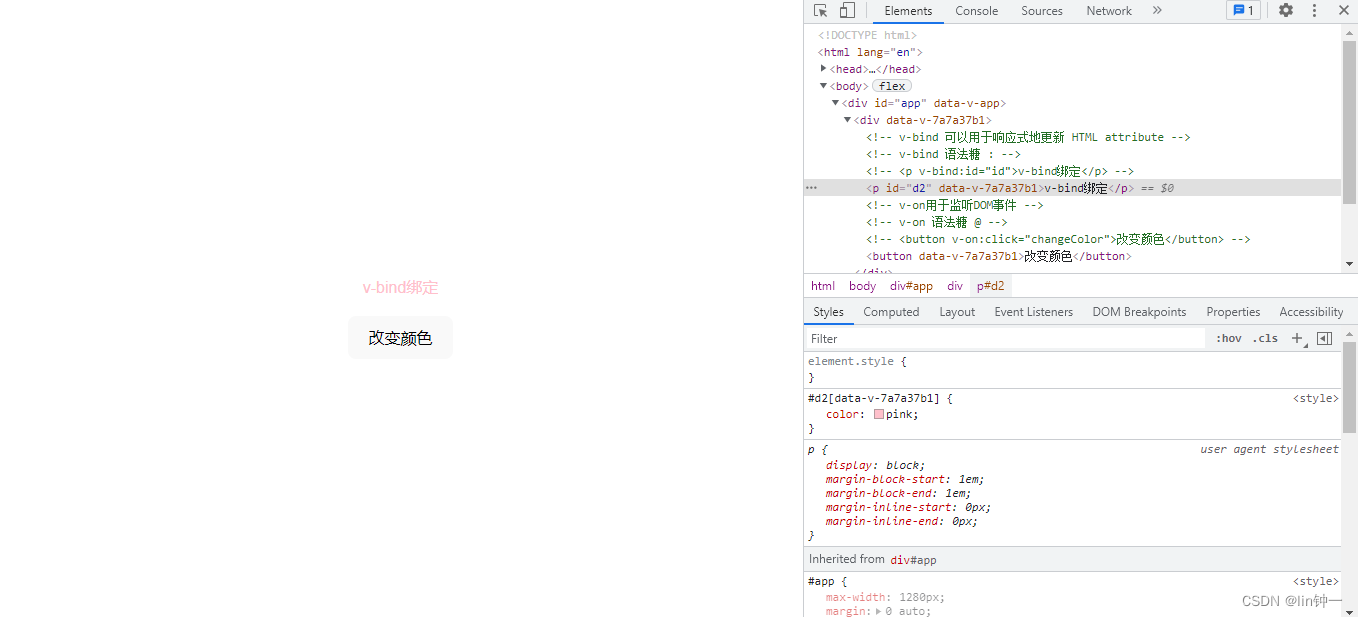 v-bind绑定
改变颜色
Elements Console Sources Network » 1
<!DOCTYPE html>
<html lang="en">
<head>…</head>
<body> flex
<div id="app" data-v-app>
<div data-v-7a7a37b1>
<!-- v-bind 可以用于响应式地更新 HTML attribute -->
<!-- v-bind 语法糖 : -->
<!-- <p v-bind:id="id">v-bind绑定</p> -->
<p id="d2" data-v-7a7a37b1>v-bind绑定</p> == $0
<!-- v-on用于监听DOM事件 -->
<!-- v-on 语法糖 @ -->
<!-- <button v-on:click="changeColor">改变颜色</button> -->
<button data-v-7a7a37b1>改变颜色</button>
</div>
html body div#app div p#d2
Styles Computed Layout Event Listeners DOM Breakpoints Properties Accessibility
Filter :hov .cls +
element.style {
}
#d2[data-v-7a7a37b1] { <style>
color: pink;
}
p { user agent stylesheet
display: block;
margin-block-start: 1em;
margin-block-end: 1em;
margin-inline-start: 0px;
margin-inline-end: 0px;
}
Inherited from div#app
#app { <style>
max-width: 1280px;
margin: 0 auto;
CSDN @lin钟一